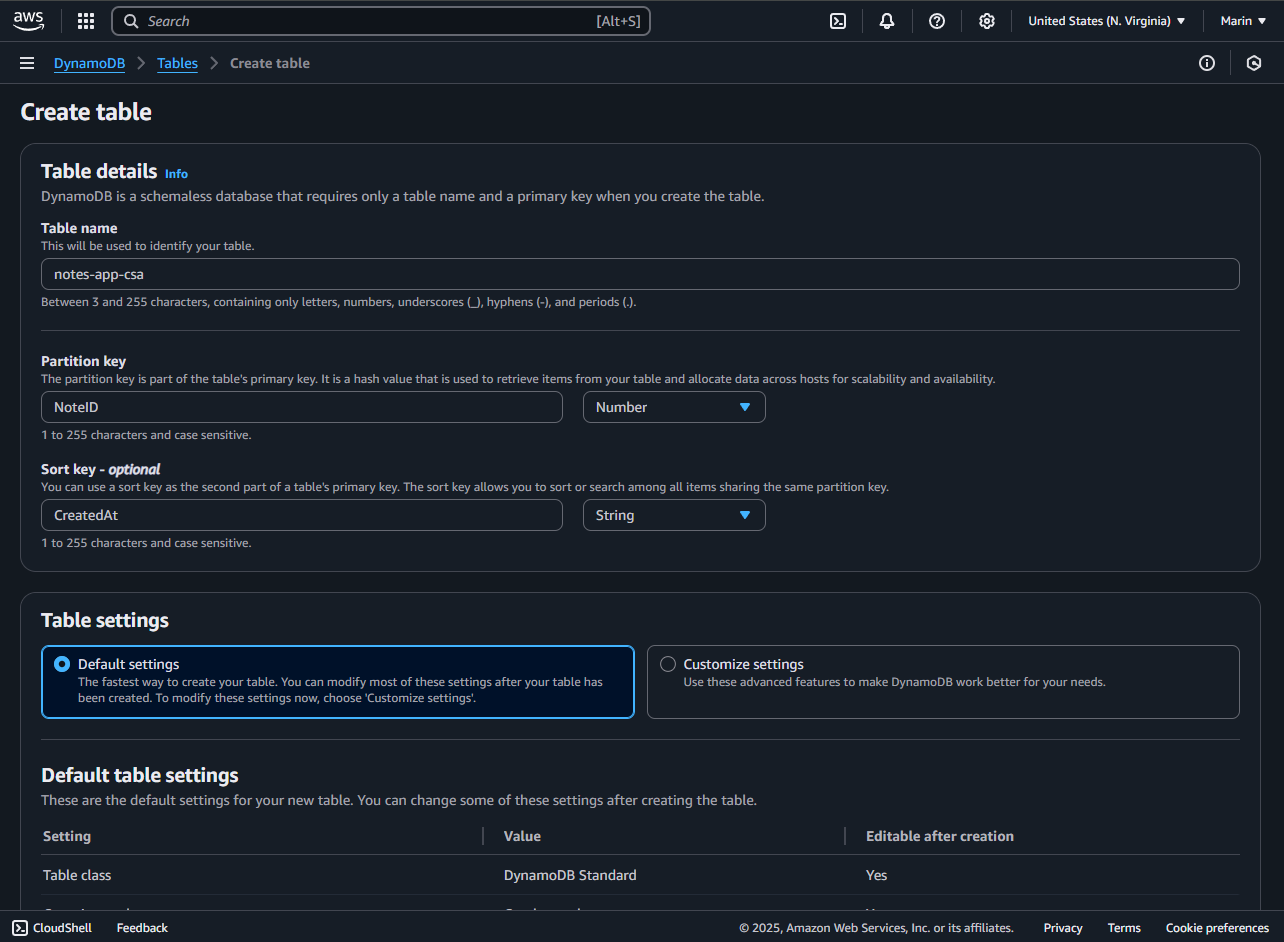 aws
Search [Alt+S]
United States (N. Virginia)
Marin
DynamoDB
Tables
Create table
Create table
Table details Info
DynamoDB is a schemaless database that requires only a table name and a primary key when you create the table.
Table name
This will be used to identify your table.
notes-app-csa
Between 3 and 255 characters, containing only letters, numbers, underscores (_), hyphens (-), and periods (.).
Partition key
The partition key is part of the table's primary key. It is a hash value that is used to retrieve items from your table and allocate data across hosts for scalability and availability.
NoteID
Number
1 to 255 characters and case sensitive.
Sort key - optional
You can use a sort key as the second part of a table's primary key. The sort key allows you to sort or search among all items sharing the same partition key.
CreatedAt
String
1 to 255 characters and case sensitive.
Table settings
Default settings
The fastest way to create your table. You can modify most of these settings after your table has
been created. To modify these settings now, choose 'Customize settings'.
Customize settings
Use these advanced features to make DynamoDB work better for your needs.
Default table settings
These are the default settings for your new table. You can change some of these settings after creating the table.
Setting Value Editable after creation
Table class DynamoDB Standard Yes
CloudShell Feedback © 2025, Amazon Web Services, Inc. or its affiliates. Privacy Terms Cookie preferences